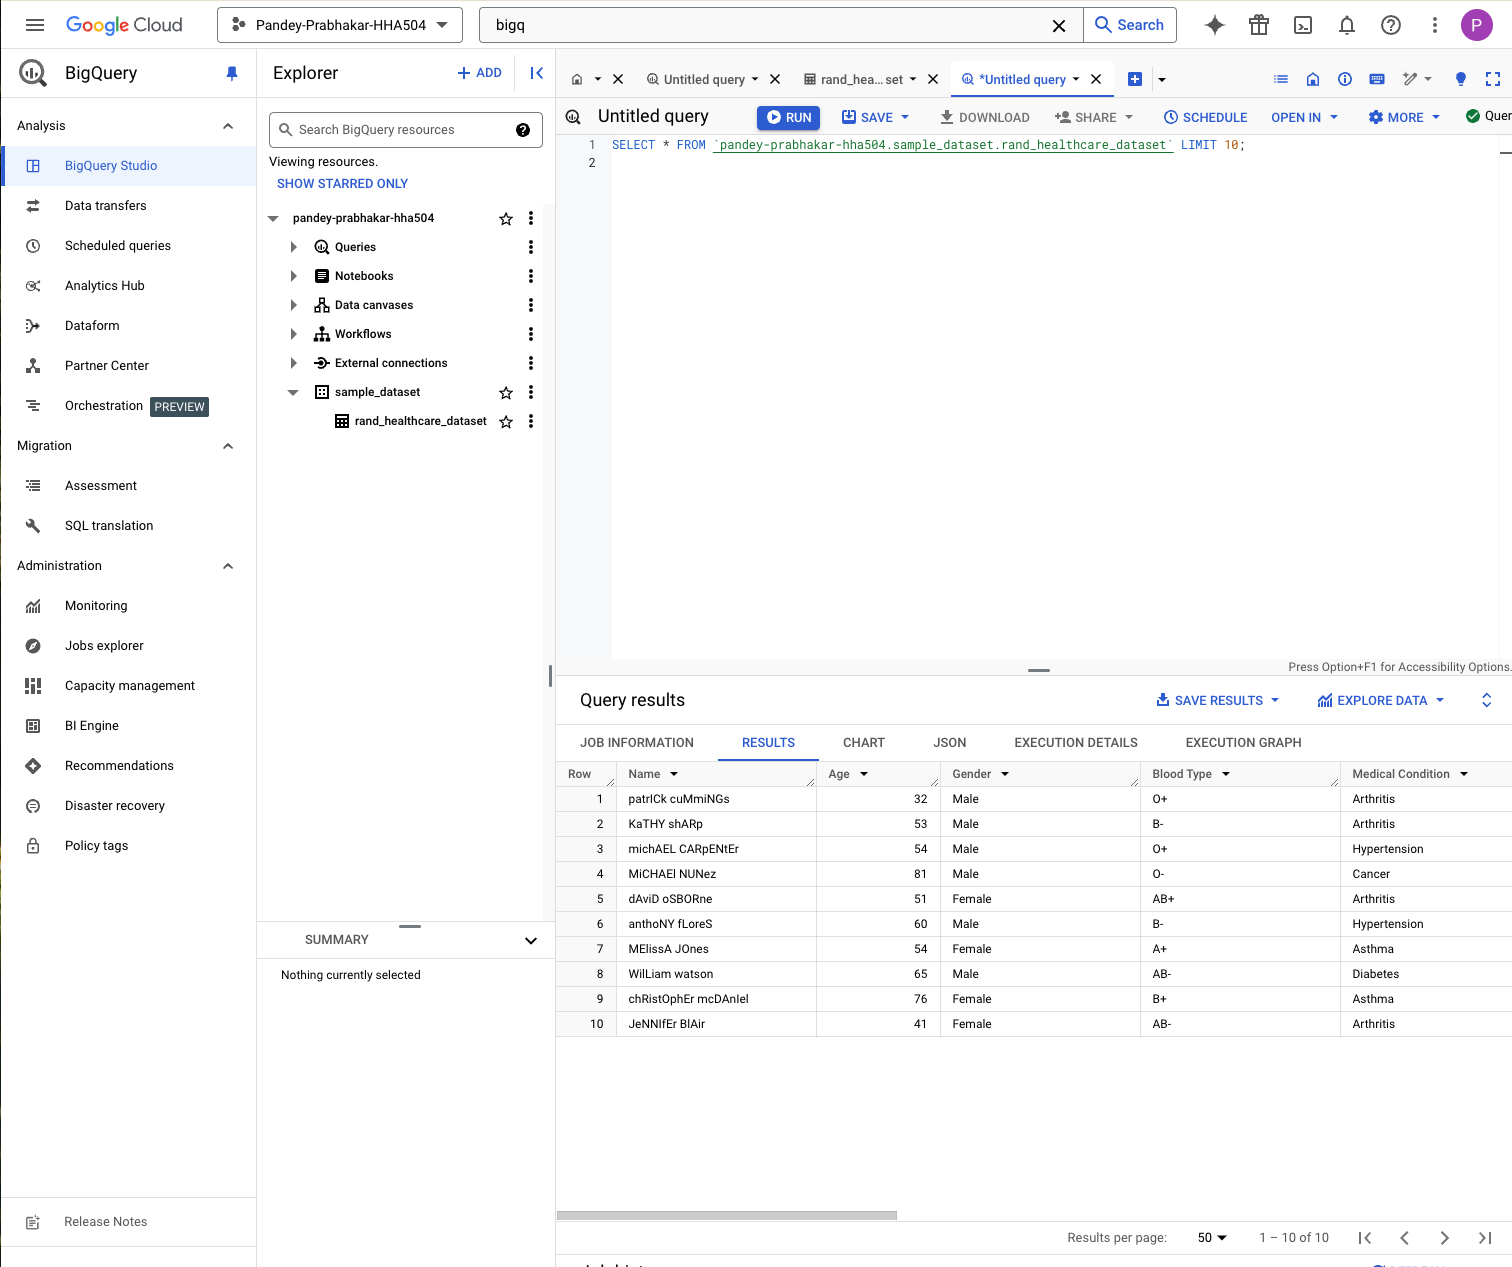 Google Cloud
Pandey-Prabhakar-HHA504
bigq
Search
P
BigQuery
Analysis
BigQuery Studio
Data transfers
Scheduled queries
Analytics Hub
Dataform
Partner Center
Orchestration PREVIEW
Migration
Assessment
SQL translation
Administration
Monitoring
Jobs explorer
Capacity management
BI Engine
Recommendations
Disaster recovery
Policy tags
Release Notes
Explorer
+ ADD
Search BigQuery resources
Viewing resources.
SHOW STARRED ONLY
pandey-prabhakar-hha504
Queries
Notebooks
Data canvases
Workflows
External connections
sample_dataset
rand_healthcare_dataset
SUMMARY
Nothing currently selected
Untitled query
rand_hea...set
*Untitled query
Untitled query
RUN
SAVE
DOWNLOAD
SHARE
SCHEDULE
OPEN IN
MORE
Quer
1 SELECT * FROM `pandey-prabhakar-hha504.sample_dataset.rand_healthcare_dataset` LIMIT 10;
2
Press Option+F1 for Accessibility Options.
Query results
SAVE RESULTS
EXPLORE DATA
JOB INFORMATION RESULTS CHART JSON EXECUTION DETAILS EXECUTION GRAPH
Row Name Age Gender Blood Type Medical Condition
1 patrICk cuMmiNGs 32 Male O+ Arthritis
2 KaTHY shARp 53 Male B- Arthritis
3 michAEL CARpENtEr 54 Male O+ Hypertension
4 MiCHAEl NUNez 81 Male O- Cancer
5 dAviD oSBORne 51 Female AB+ Arthritis
6 anthoNY fLoreS 60 Male B- Hypertension
7 MElissA JOnes 54 Female A+ Asthma
8 WilLiam watson 65 Male AB- Diabetes
9 chRistOphEr mcDAnIel 76 Female B+ Asthma
10 JeNNIfEr BlAir 41 Female AB- Arthritis
Results per page: 50 1 – 10 of 10